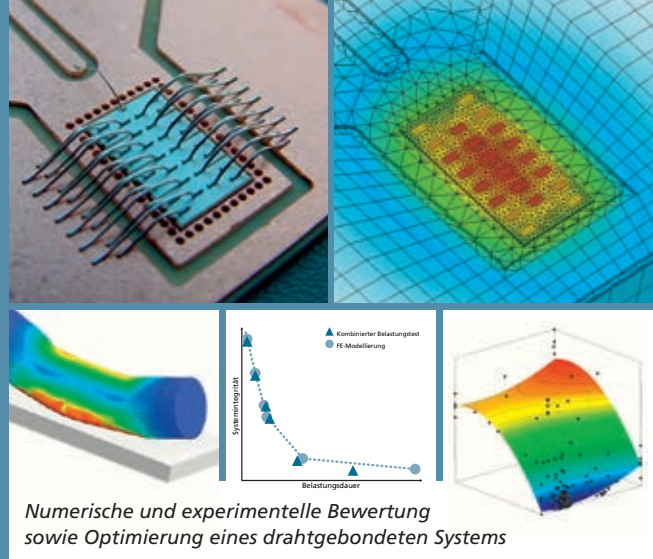 Kombinierter Belastungstest
FE-Modellierung
Systemintegrität
Belastungsdauer
Numerische und experimentelle Bewertung
sowie Optimierung eines drahtgebondeten Systems